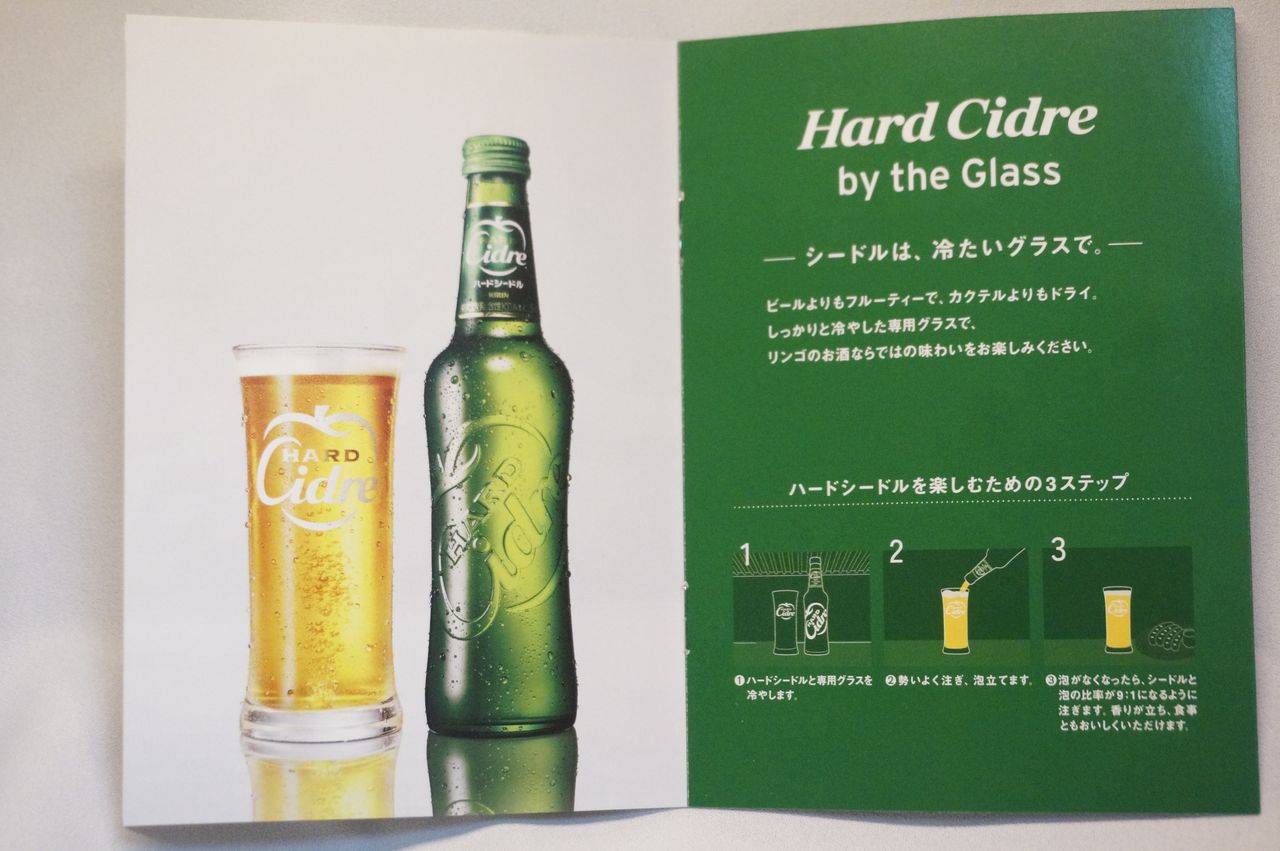 HARD
Cidre
Cidre
ハードシードル
KIRIN
HARD
Cidre
Hard Cidre
by the Glass
シードルは、冷たいグラスで。
ビールよりもフルーティーで、カクテルよりもドライ。
しっかりと冷やした専用グラスで、
リンゴのお酒ならではの味わいをお楽しみください。
ハードシードルを楽しむための3ステップ
1
2
3
❶ハードシードルと専用グラスを
冷やします。
❷勢いよく注ぎ、泡立てます。
❸泡がなくなったら、シードルと
泡の比率が9:1になるように
注ぎます。香りが立ち、食事
ともおいしくいただけます。